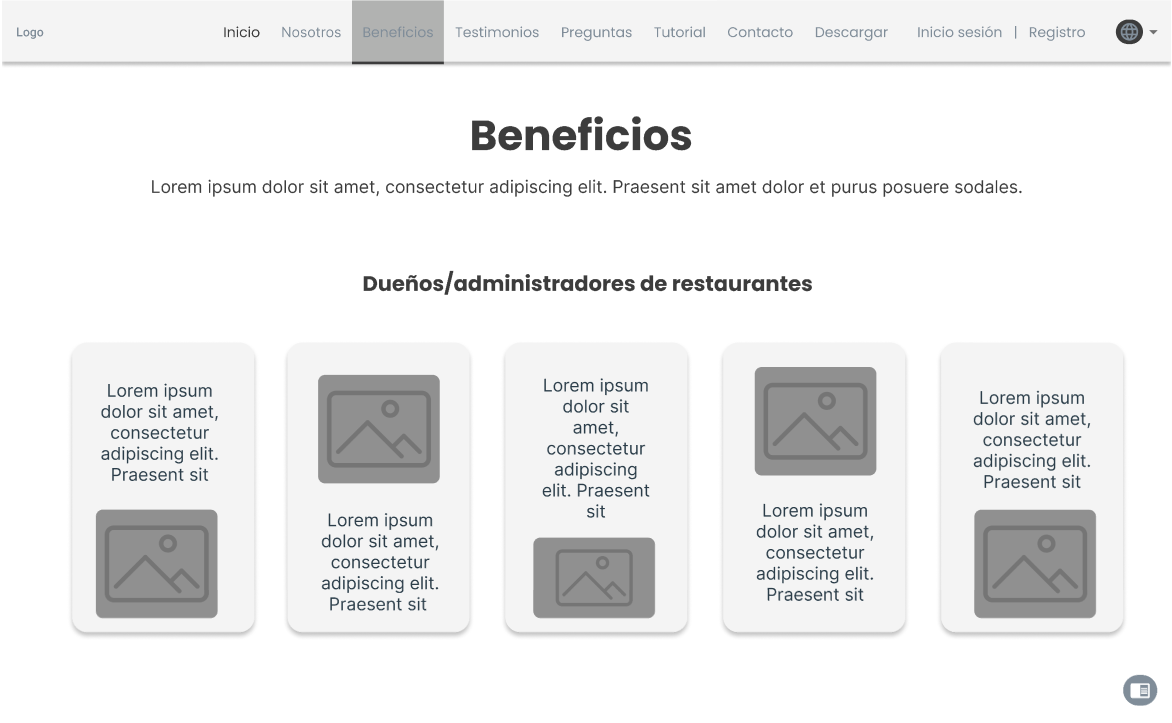 Logo
Inicio
Nosotros
Beneficios
Testimonios
Preguntas
Tutorial
Contacto
Descargar
Inicio sesión | Registro
Beneficios
Lorem ipsum dolor sit amet, consectetur adipiscing elit. Praesent sit amet dolor et purus posuere sodales.
Dueños/administradores de restaurantes
Lorem ipsum
dolor sit amet,
consectetur
adipiscing elit.
Praesent sit
Lorem ipsum
dolor sit amet,
consectetur
adipiscing elit.
Praesent sit
Lorem ipsum
dolor sit
amet,
consectetur
adipiscing
elit. Praesent
sit
Lorem ipsum
dolor sit amet,
consectetur
adipiscing elit.
Praesent sit
Lorem ipsum
dolor sit amet,
consectetur
adipiscing elit.
Praesent sit